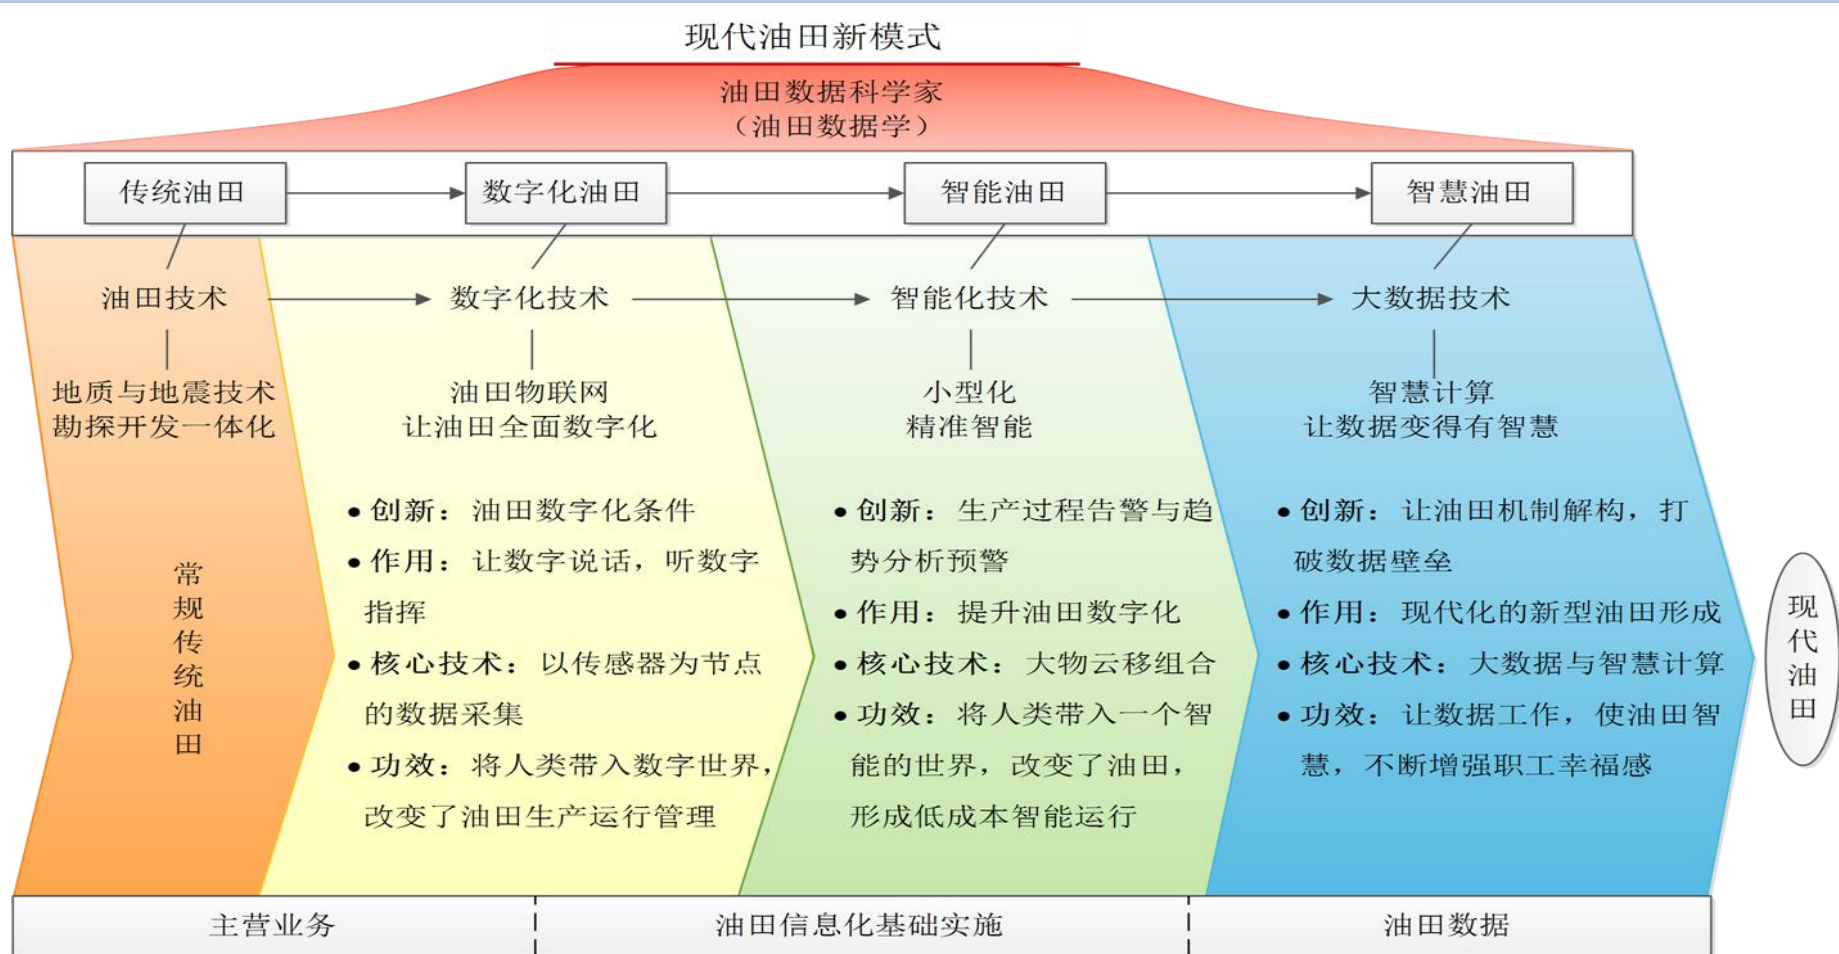 现代油田新模式
油田数据科学家
（油田数据学）
传统油田
数字化油田
智能油田
智慧油田
油田技术
数字化技术
智能化技术
大数据技术
地质与地震技术
勘探开发一体化
油田物联网
让油田全面数字化
小型化
精准智能
智慧计算
让数据变得有智慧
常
规
传
统
油
田
• 创新：油田数字化条件
• 作用：让数字说话，听数字
指挥
• 核心技术：以传感器为节点
的数据采集
• 功效：将人类带入数字世界，
改变了油田生产运行管理
• 创新：生产过程告警与趋
势分析预警
• 作用：提升油田数字化
• 核心技术：大物云移组合
• 功效：将人类带入一个智
能的世界，改变了油田，
形成低成本智能运行
• 创新：让油田机制解构，打
破数据壁垒
• 作用：现代化的新型油田形成
• 核心技术：大数据与智慧计算
• 功效：让数据工作，使油田智
慧，不断增强职工幸福感
现
代
油
田
主营业务
油田信息化基础实施
油田数据